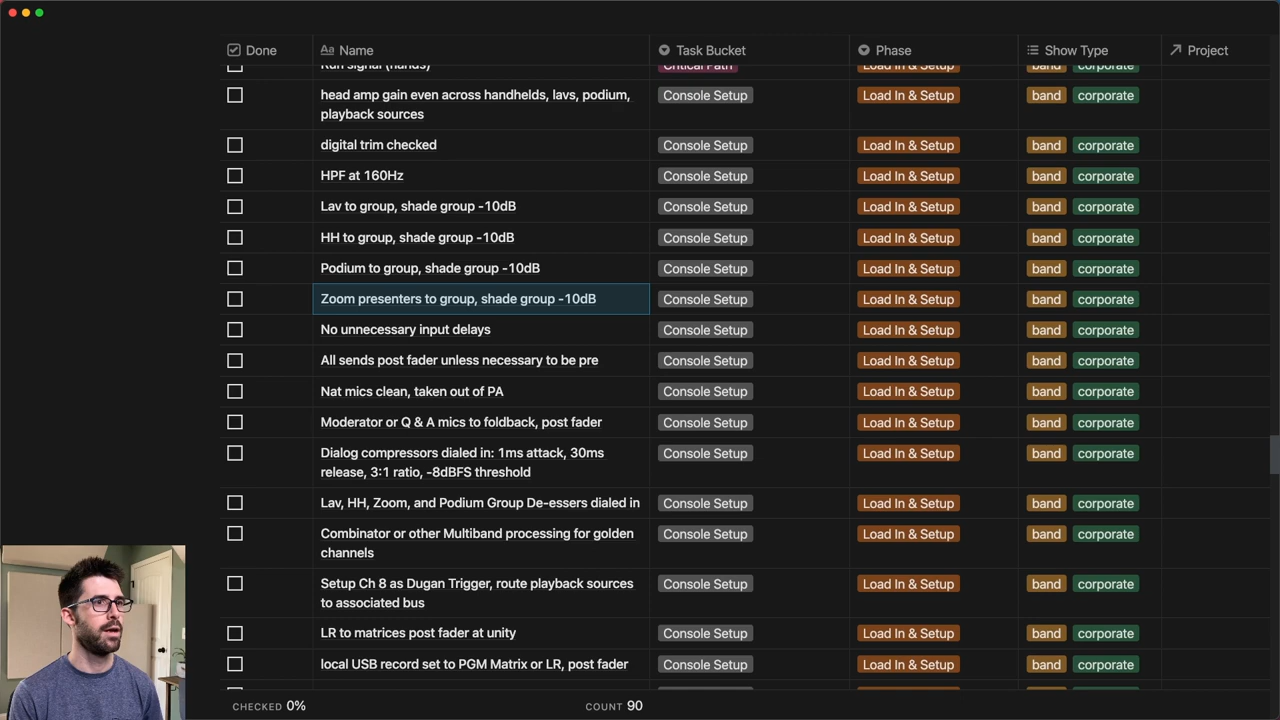 Done Aa Name Task Bucket Phase Show Type Project
Run signal (hands) Critical Path Load In & Setup band corporate
head amp gain even across handhelds, lavs, podium, Console Setup Load In & Setup band corporate
playback sources
digital trim checked Console Setup Load In & Setup band corporate
HPF at 160Hz Console Setup Load In & Setup band corporate
Lav to group, shade group -10dB Console Setup Load In & Setup band corporate
HH to group, shade group -10dB Console Setup Load In & Setup band corporate
Podium to group, shade group -10dB Console Setup Load In & Setup band corporate
Zoom presenters to group, shade group -10dB Console Setup Load In & Setup band corporate
No unnecessary input delays Console Setup Load In & Setup band corporate
All sends post fader unless necessary to be pre Console Setup Load In & Setup band corporate
Nat mics clean, taken out of PA Console Setup Load In & Setup band corporate
Moderator or Q & A mics to foldback, post fader Console Setup Load In & Setup band corporate
Dialog compressors dialed in: 1ms attack, 30ms Console Setup Load In & Setup band corporate
release, 3:1 ratio, -8dBFS threshold
Lav, HH, Zoom, and Podium Group De-essers dialed in Console Setup Load In & Setup band corporate
Combinator or other Multiband processing for golden Console Setup Load In & Setup band corporate
channels
Setup Ch 8 as Dugan Trigger, route playback sources Console Setup Load In & Setup band corporate
to associated bus
LR to matrices post fader at unity Console Setup Load In & Setup band corporate
local USB record set to PGM Matrix or LR, post fader Console Setup Load In & Setup band corporate
CHECKED 0% COUNT 90